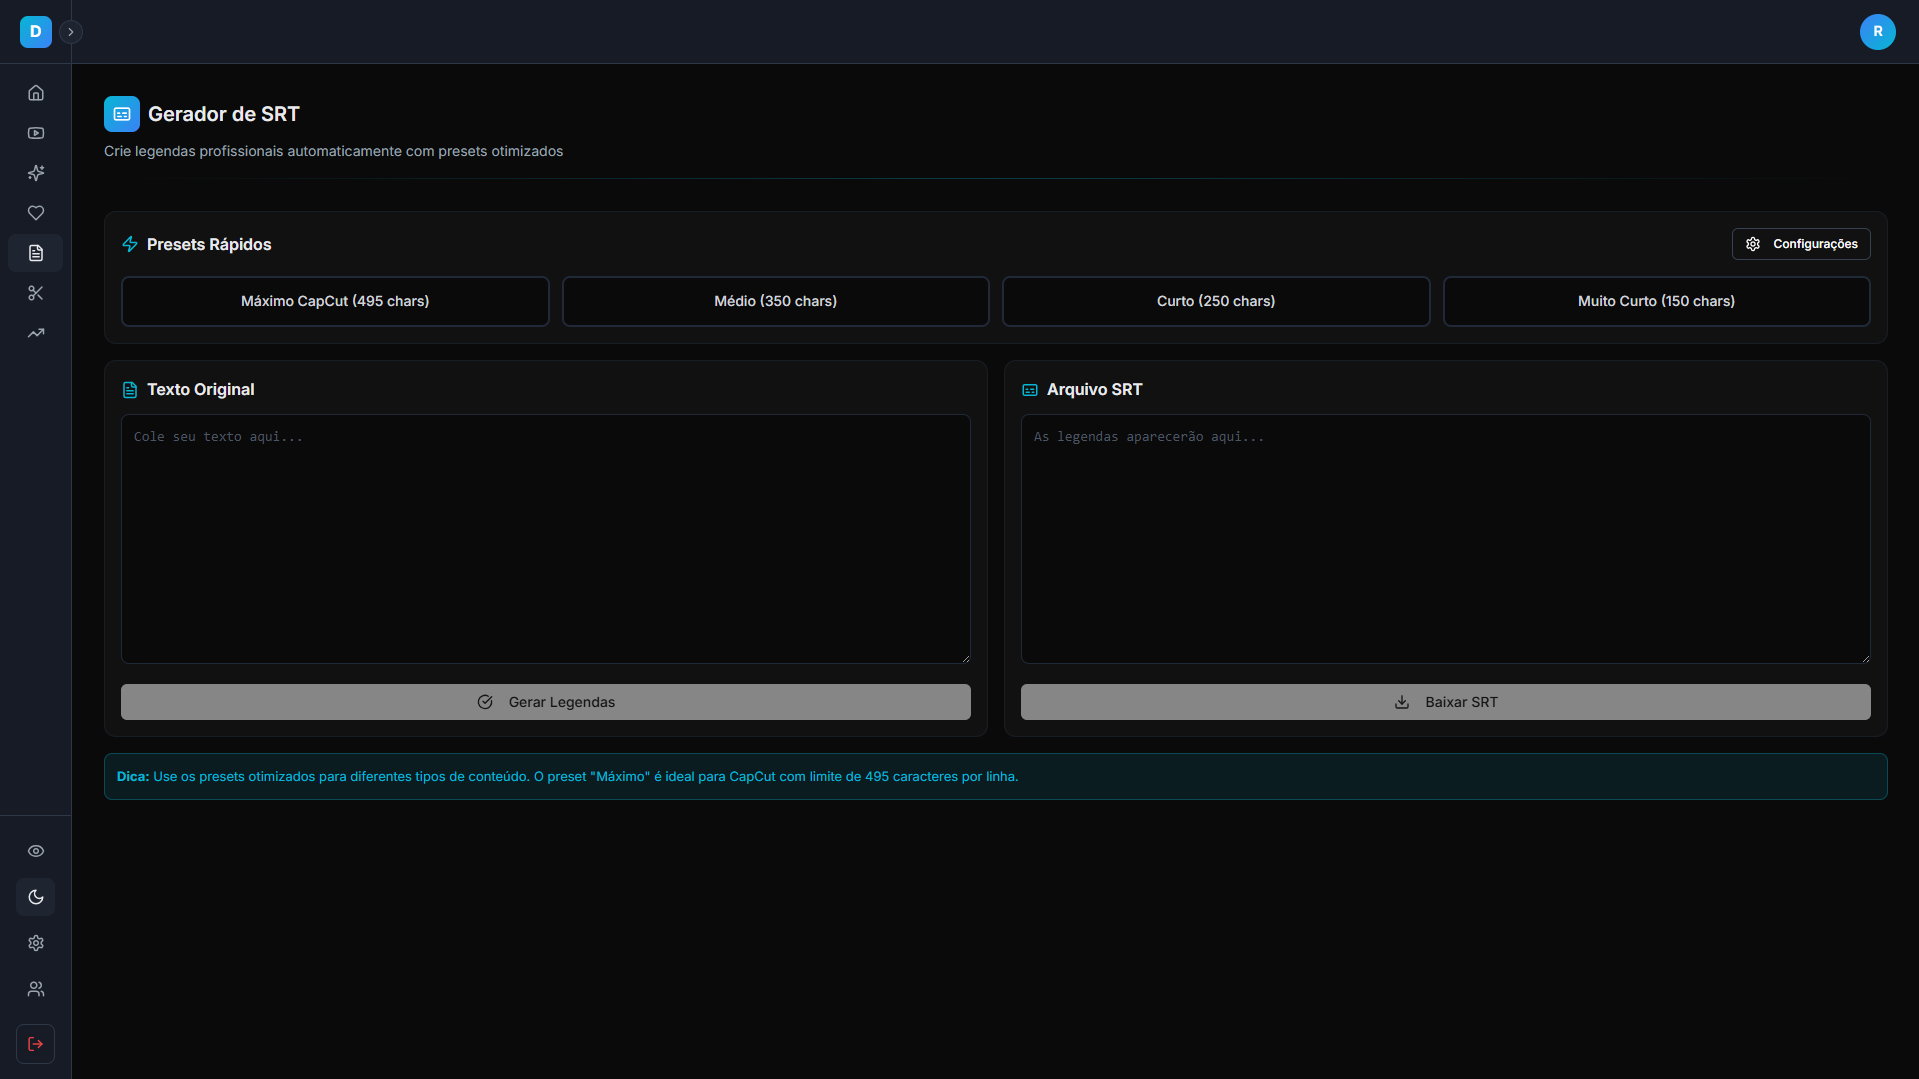 D
R
Gerador de SRT
Crie legendas profissionais automaticamente com presets otimizados
Presets Rápidos
Configurações
Máximo CapCut (495 chars)
Médio (350 chars)
Curto (250 chars)
Muito Curto (150 chars)
Texto Original
Cole seu texto aqui...
Gerar Legendas
Arquivo SRT
As legendas aparecerão aqui...
Baixar SRT
Dica: Use os presets otimizados para diferentes tipos de conteúdo. O preset "Máximo" é ideal para CapCut com limite de 495 caracteres por linha.